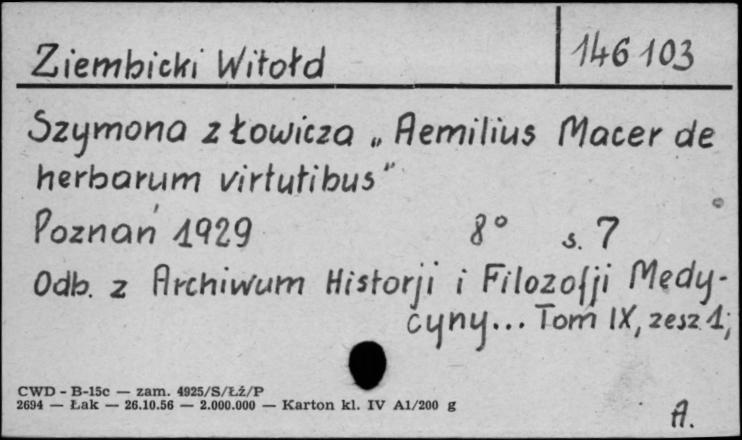 Ziembicki Witołd
146 103
Szymona z Łowicza „Aemilius Macer de
herbarum virtutibus"
Poznań 1929 8° s. 7
Odb. z Archiwum Historji i Filozofji Medy-
cyny... Tom IX, zesz. 1;
CWD - B-15c — zam. 4925/S/Łź/P
2694 — Łak — 26.10.56 — 2.000.000 — Karton kl. IV A1/200 g
A.